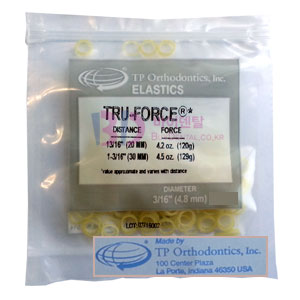 TP Orthodontics, Inc.
ELASTICS
TRU-FORCE®*
DISTANCE FORCE
13/16" (20 MM) 4.2 oz. (120g)
1-3/16" (30 MM) 4.5 oz. (129g)
*value approximate and varies with distance
DIAMETER
3/16" (4.8 mm)
Made by
TP Orthodontics, Inc.
100 Center Plaza
La Porte, Indiana 46350 USA